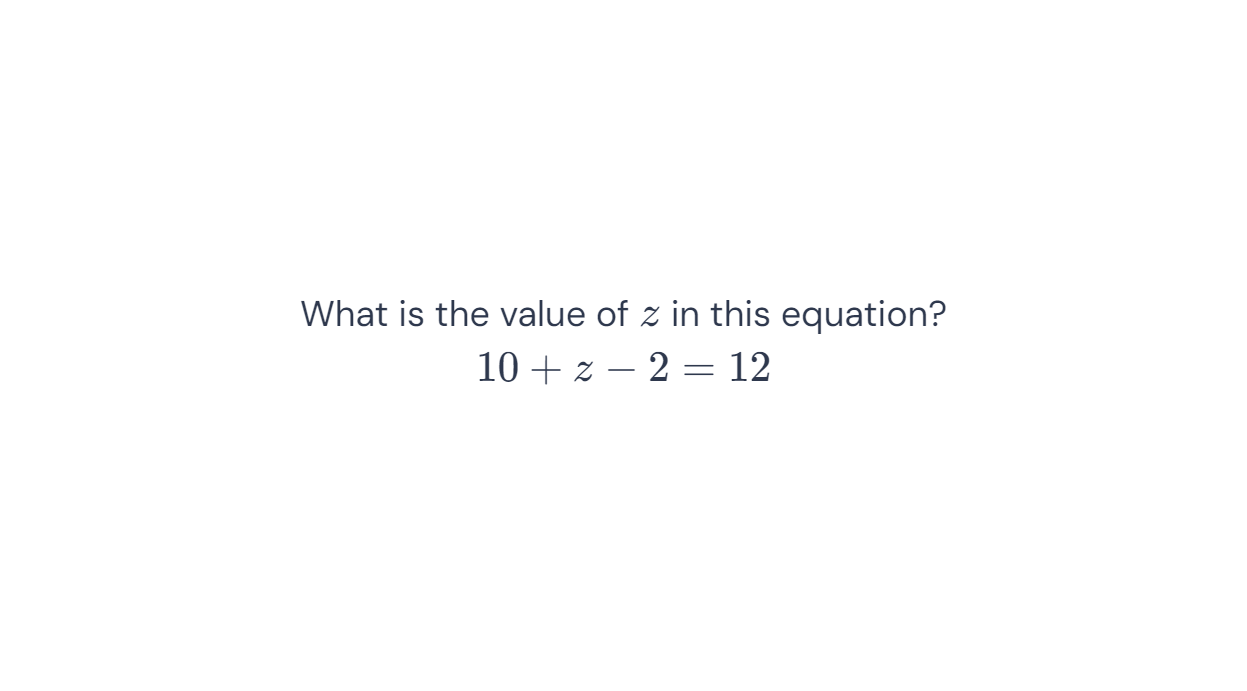 What is the value of z in this equation?
10 + z − 2 = 12